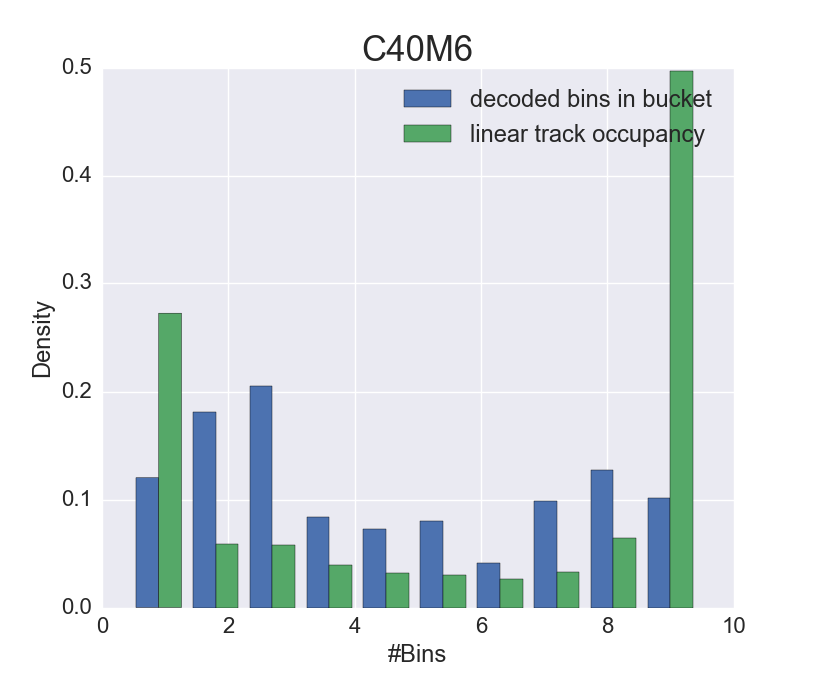 C40M6
decoded bins in bucket
linear track occupancy
Density
0.5
0.4
0.3
0.2
0.1
0.0
0 2 4 6 8 10
#Bins